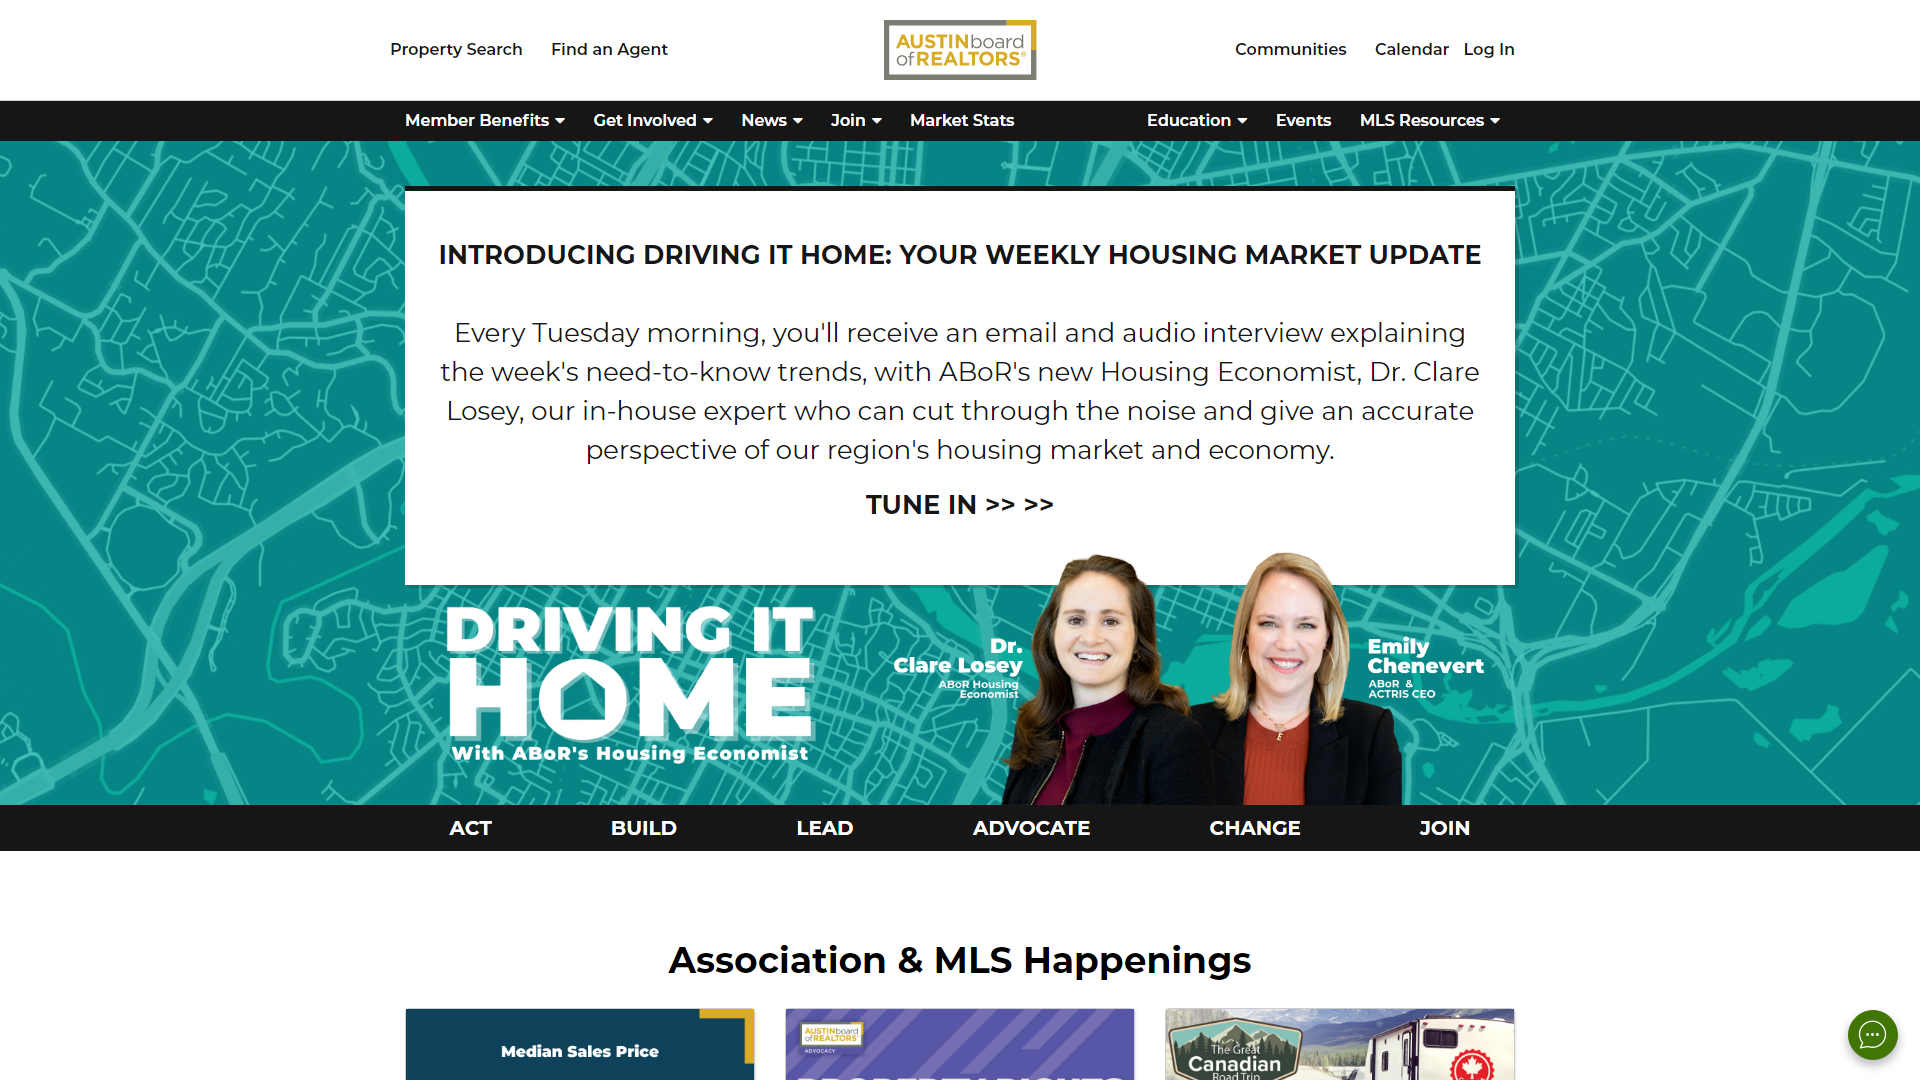 Property Search
Find an Agent
AUSTINboard
ofREALTORS®
Communities
Calendar
Log In
Member Benefits
Get Involved
News
Join
Market Stats
Education
Events
MLS Resources
INTRODUCING DRIVING IT HOME: YOUR WEEKLY HOUSING MARKET UPDATE
Every Tuesday morning, you'll receive an email and audio interview explaining
the week's need-to-know trends, with ABoR's new Housing Economist, Dr. Clare
Losey, our in-house expert who can cut through the noise and give an accurate
perspective of our region's housing market and economy.
TUNE IN >> >>
DRIVING IT
HOME
With ABoR's Housing Economist
Dr.
Clare Losey
ABoR Housing
Economist
Emily
Chenevert
ABoR &
ACTRIS CEO
E
ACT
BUILD
LEAD
ADVOCATE
CHANGE
JOIN
Association & MLS Happenings
Median Sales Price
AUSTINboard
ofREALTORS®
ADVOCACY
PROPERTY RIGHTS
The Great
Canadian
Road Trip